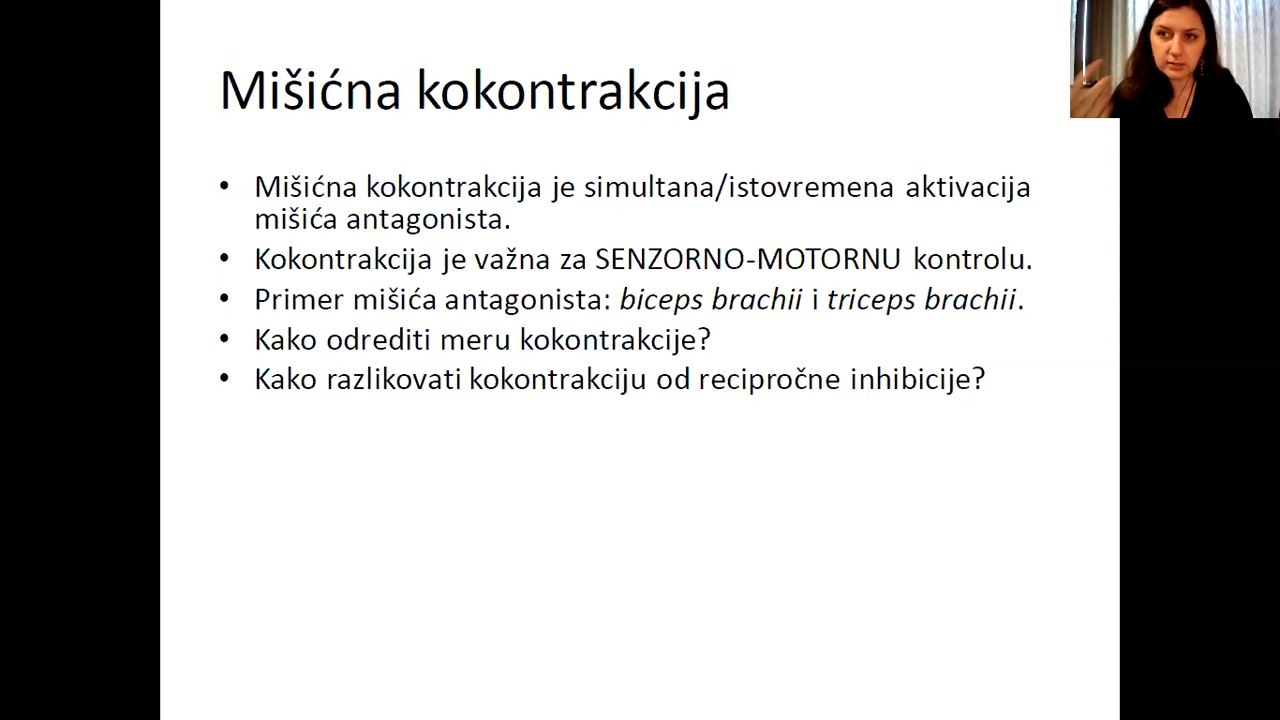 Mišićna kokontrakcija
• Mišićna kokontrakcija je simultana/istovremena aktivacija
mišića antagonista.
• Kokontrakcija je važna za SENZORNO-MOTORNU kontrolu.
• Primer mišića antagonista: biceps brachii i triceps brachii.
• Kako odrediti meru kokontrakcije?
• Kako razlikovati kokontrakciju od recipročne inhibicije?